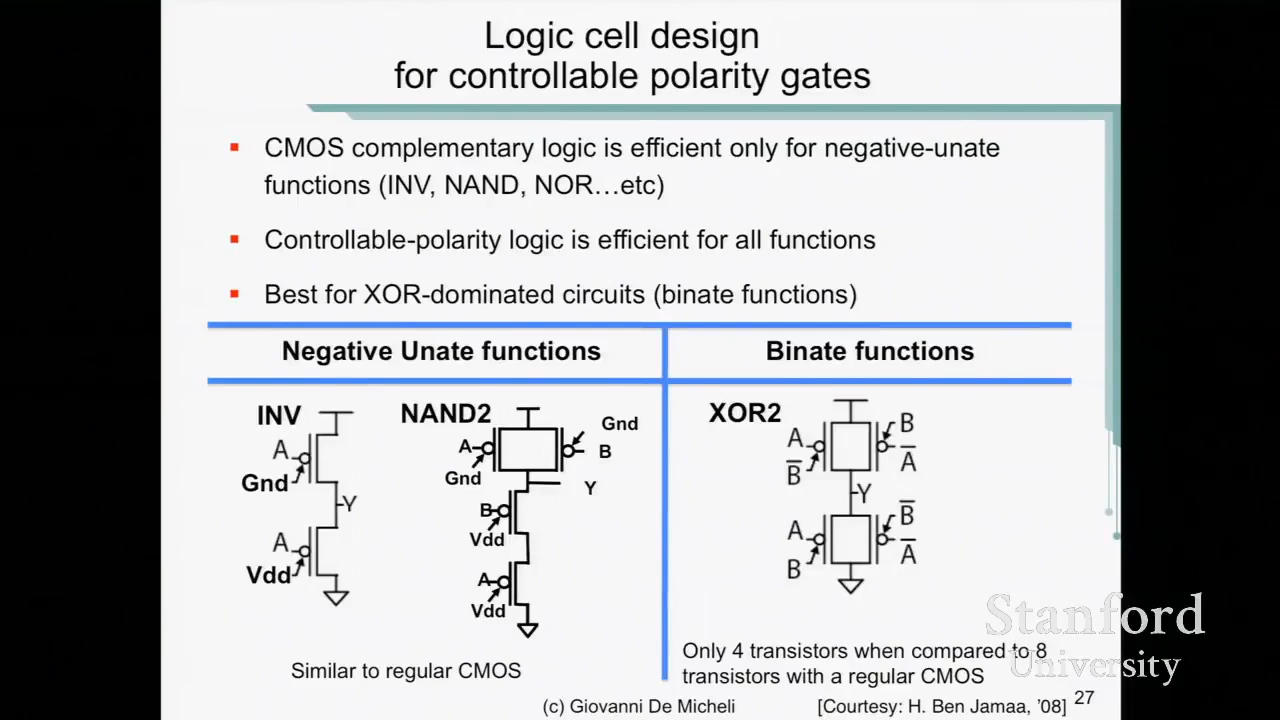 Logic cell design
for controllable polarity gates
▪ CMOS complementary logic is efficient only for negative-unate
functions (INV, NAND, NOR…etc)
▪ Controllable-polarity logic is efficient for all functions
▪ Best for XOR-dominated circuits (binate functions)
Negative Unate functions
Binate functions
INV
A
Gnd
Y
A
Vdd
NAND2
Gnd
A
B
Gnd
Y
B
Vdd
A
Vdd
XOR2
A
B
B̅
A̅
Y
A
B̅
B
A̅
Similar to regular CMOS
Only 4 transistors when compared to 8
transistors with a regular CMOS
Stanford
University
(c) Giovanni De Micheli
[Courtesy: H. Ben Jamaa, ’08]
27